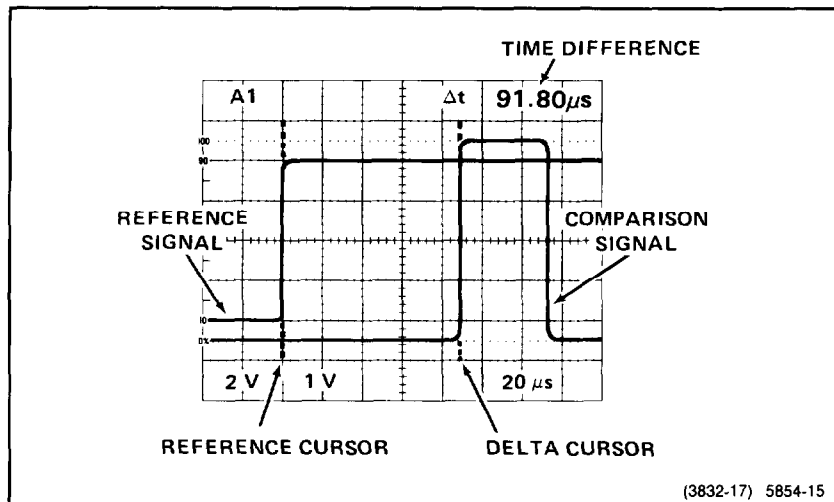 TIME DIFFERENCE
A1 Δt 91.80μs
100
90
REFERENCE SIGNAL
COMPARISON SIGNAL
10
0%
2 V 1 V 20 μs
REFERENCE CURSOR DELTA CURSOR
(3832-17) 5854-15